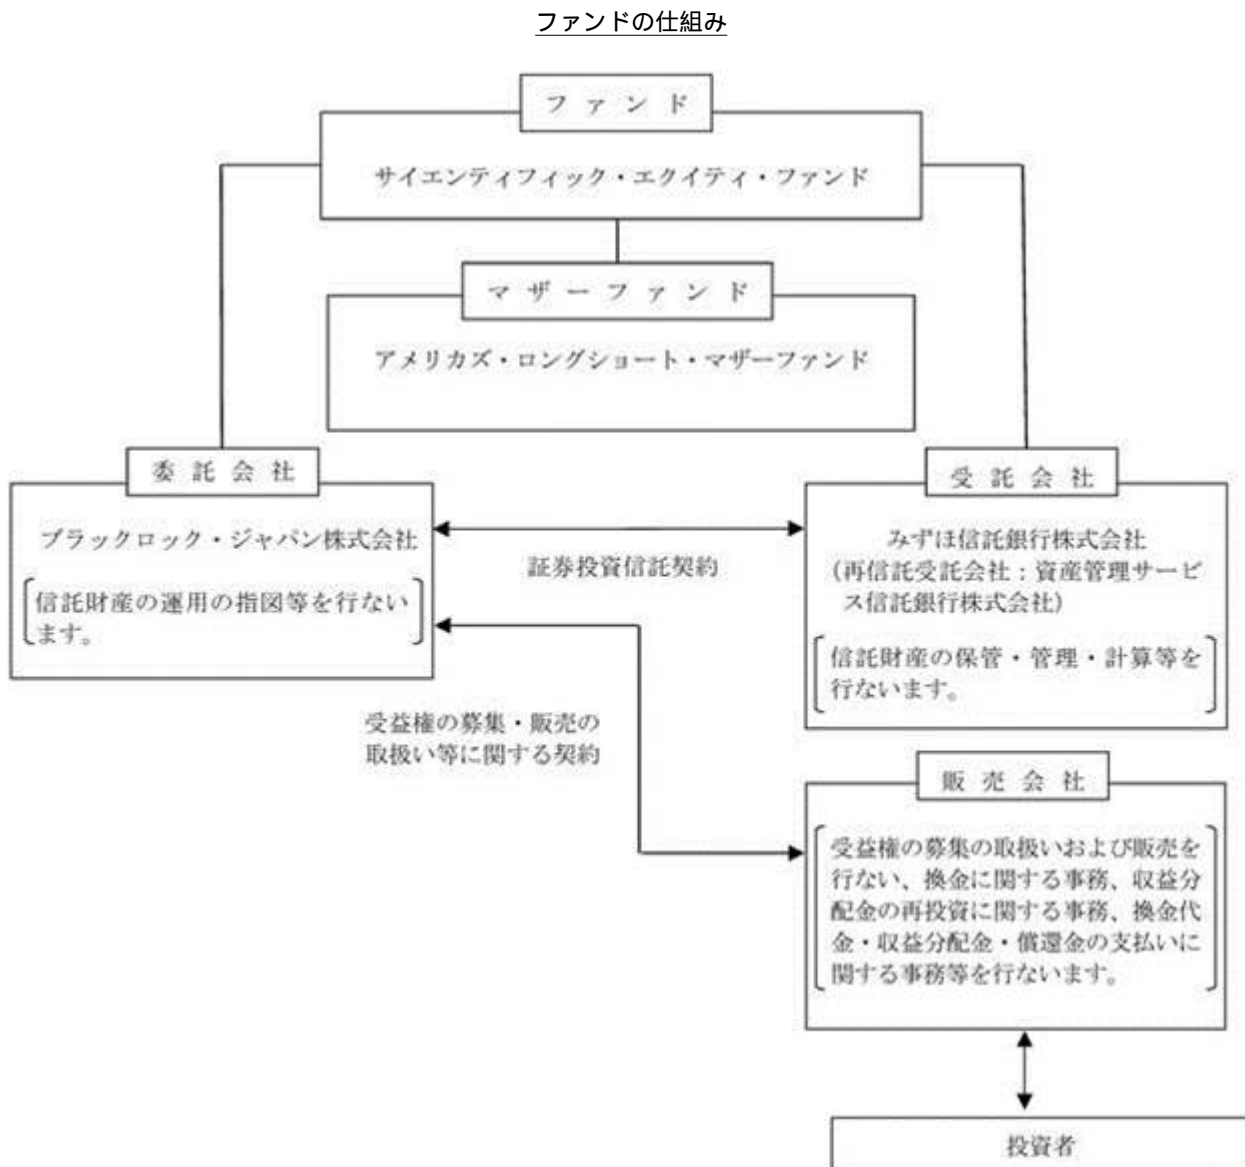 ファンドの仕組み
ファンド
サイエンティフィック・エクイティ・ファンド
マザーファンド
アメリカズ・ロングショート・マザーファンド
委託会社
ブラックロック・ジャパン株式会社
信託財産の運用の指図等を行ない
ます。
証券投資信託契約
受託会社
みずほ信託銀行株式会社
(再信託受託会社：資産管理サービ
ス信託銀行株式会社)
信託財産の保管・管理・計算等を
行ないます。
受益権の募集・販売の
取扱い等に関する契約
販売会社
受益権の募集の取扱いおよび販売を
行ない、換金に関する事務、収益分
配金の再投資に関する事務、換金代
金・収益分配金・償還金の支払いに
関する事務等を行ないます。
投資者